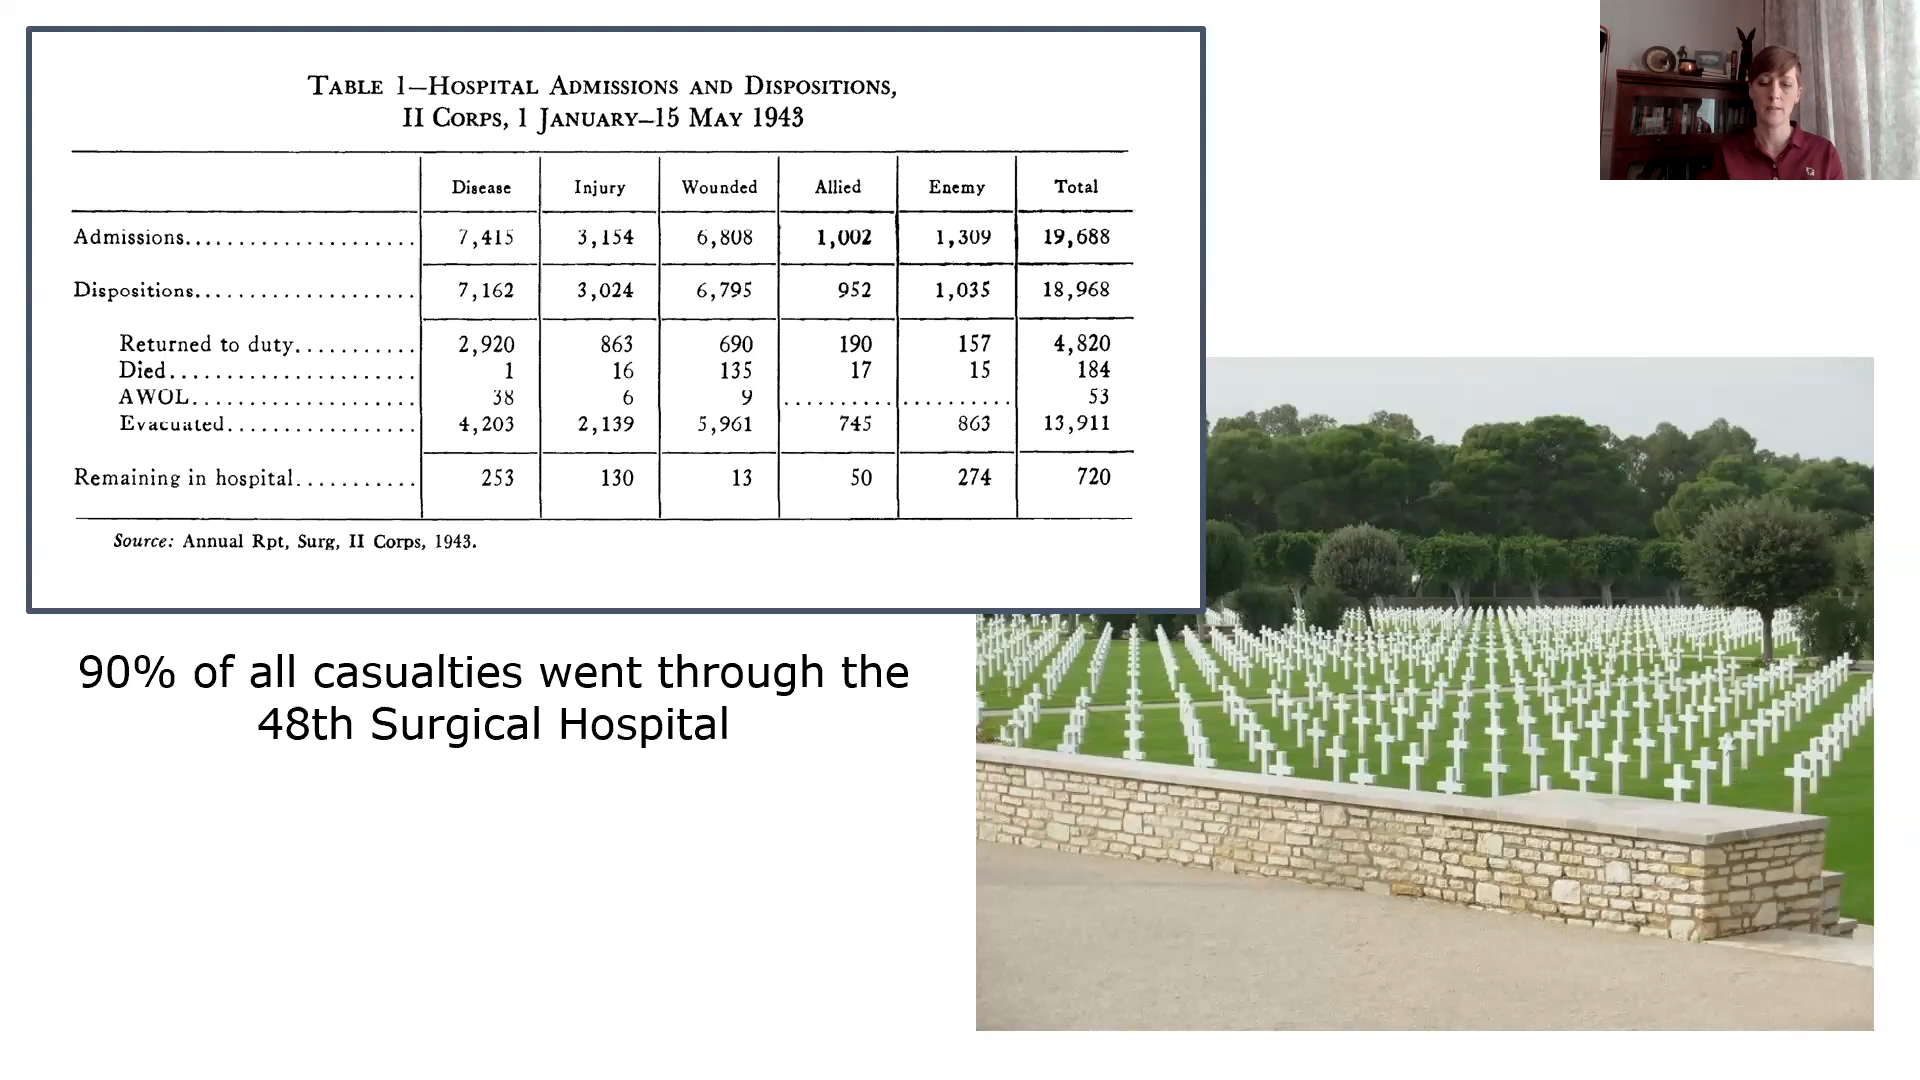 TABLE 1—HOSPITAL ADMISSIONS AND DISPOSITIONS,
II CORPS, 1 JANUARY–15 MAY 1943
Disease Injury Wounded Allied Enemy Total
Admissions..................... 7,415 3,154 6,808 1,002 1,309 19,688
Dispositions.................... 7,162 3,024 6,795 952 1,035 18,968
Returned to duty........... 2,920 863 690 190 157 4,820
Died....................... 1 16 135 17 15 184
AWOL..................... 38 6 9 .......... .......... 53
Evacuated................. 4,203 2,139 5,961 745 863 13,911
Remaining in hospital........... 253 130 13 50 274 720
Source: Annual Rpt, Surg, II Corps, 1943.
90% of all casualties went through the
48th Surgical Hospital